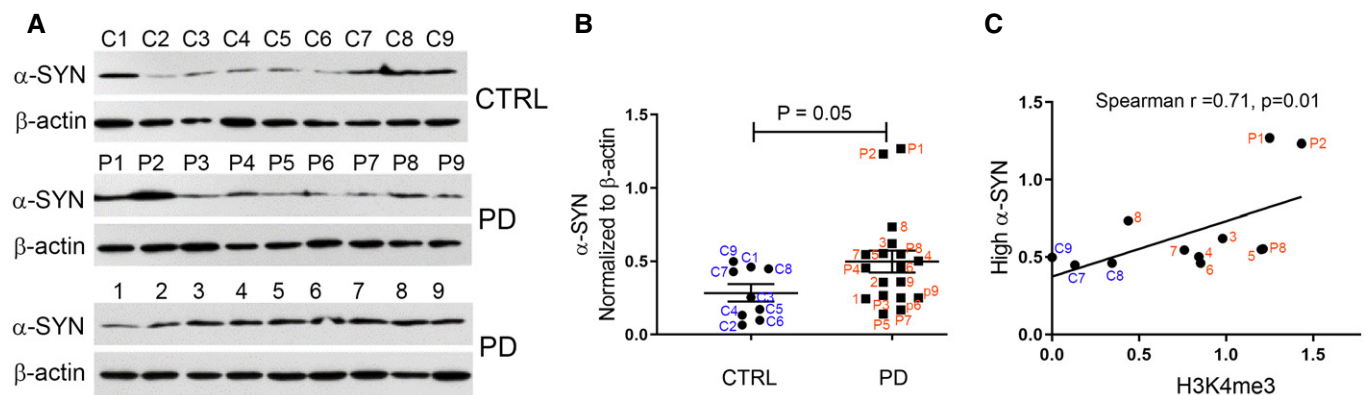 A
C1 C2 C3 C4 C5 C6 C7 C8 C9
α-SYN
β-actin
CTRL
P1 P2 P3 P4 P5 P6 P7 P8 P9
α-SYN
β-actin
PD
1 2 3 4 5 6 7 8 9
α-SYN
β-actin
PD
B
P = 0.05
α-SYN
Normalized to β-actin
1.5
1.0
0.5
0.0
P2 P1
8
3
7 5 P8 4
P4 6
2 9
1 P3 p6 p9
P5 P7
C9 C1
C7 C8
C3
C4 C5
C2 C6
CTRL PD
C
Spearman r =0.71, p=0.01
High α-SYN
1.5
1.0
0.5
0.0
P1 P2
8
3
7 4 5 P8
6
C9
C7 C8
0.0 0.5 1.0 1.5
H3K4me3